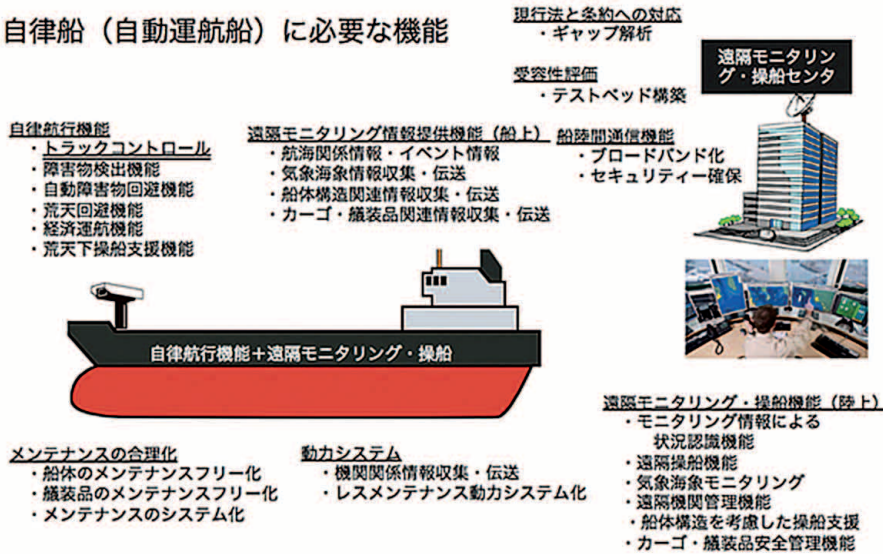 自律船（自動運航船）に必要な機能
現行法と条約への対応
・ギャップ解析
受容性評価
・テストベッド構築
遠隔モニタリン
グ・操船センタ
自律航行機能
・トラックコントロール
・障害物検出機能
・自動障害物回避機能
・荒天回避機能
・経済運航機能
・荒天下操船支援機能
遠隔モニタリング情報提供機能（船上）
・航海関係情報・イベント情報
・気象海象情報収集・伝送
・船体構造関連情報収集・伝送
・カーゴ・艤装品関連情報収集・伝送
船陸間通信機能
・ブロードバンド化
・セキュリティー確保
自律航行機能＋遠隔モニタリング・操船
メンテナンスの合理化
・船体のメンテナンスフリー化
・艤装品のメンテナンスフリー化
・メンテナンスのシステム化
動力システム
・機関関係情報収集・伝送
・レスメンテナンス動力システム化
遠隔モニタリング・操船機能（陸上）
・モニタリング情報による
状況認識機能
・遠隔操船機能
・気象海象モニタリング
・遠隔機関管理機能
・船体構造を考慮した操船支援
・カーゴ・艤装品安全管理機能